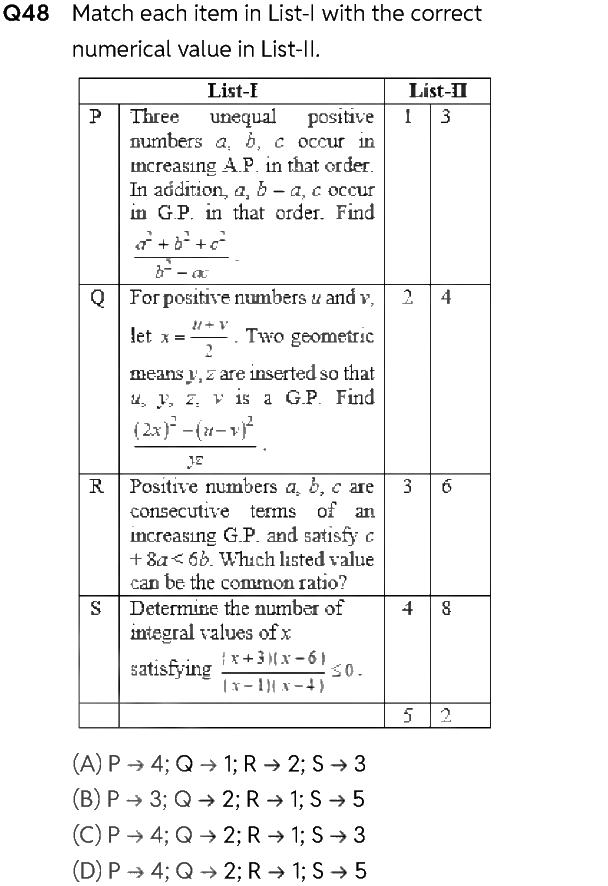 Q48 Match each item in List-I with the correct
numerical value in List-II.
List-I List-II
P Three unequal positive 1 3
numbers a, b, c occur in
increasing A.P. in that order.
In addition, a, b – a, c occur
in G.P. in that order. Find
a² + b² + c²
b² – ac .
Q For positive numbers u and v, 2 4
let x = u + v / 2 . Two geometric
means y, z are inserted so that
u, y, z, v is a G.P. Find
(2x)² – (u – v)²
yz .
R Positive numbers a, b, c are 3 6
consecutive terms of an
increasing G.P. and satisfy c
+ 8a < 6b. Which listed value
can be the common ratio?
S Determine the number of 4 8
integral values of x
satisfying (x+3)(x–6) / (x–1)(x–4) ≤ 0 .
5 2
(A) P → 4; Q → 1; R → 2; S → 3
(B) P → 3; Q → 2; R → 1; S → 5
(C) P → 4; Q → 2; R → 1; S → 3
(D) P → 4; Q → 2; R → 1; S → 5